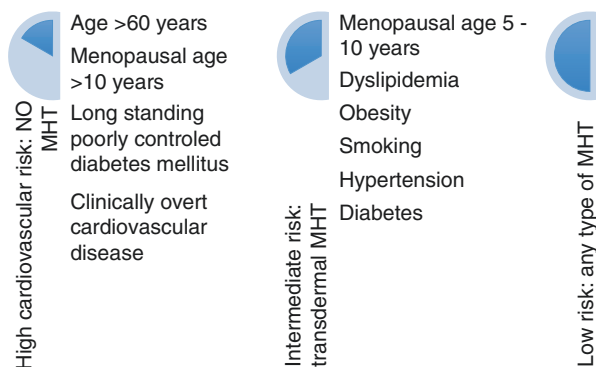 High cardiovascular risk: NO
MHT
Age >60 years
Menopausal age
>10 years
Long standing
poorly controled
diabetes mellitus
Clinically overt
cardiovascular
disease
Intermediate risk:
transdermal MHT
Menopausal age 5 -
10 years
Dyslipidemia
Obesity
Smoking
Hypertension
Diabetes
Low risk: any type of MHT